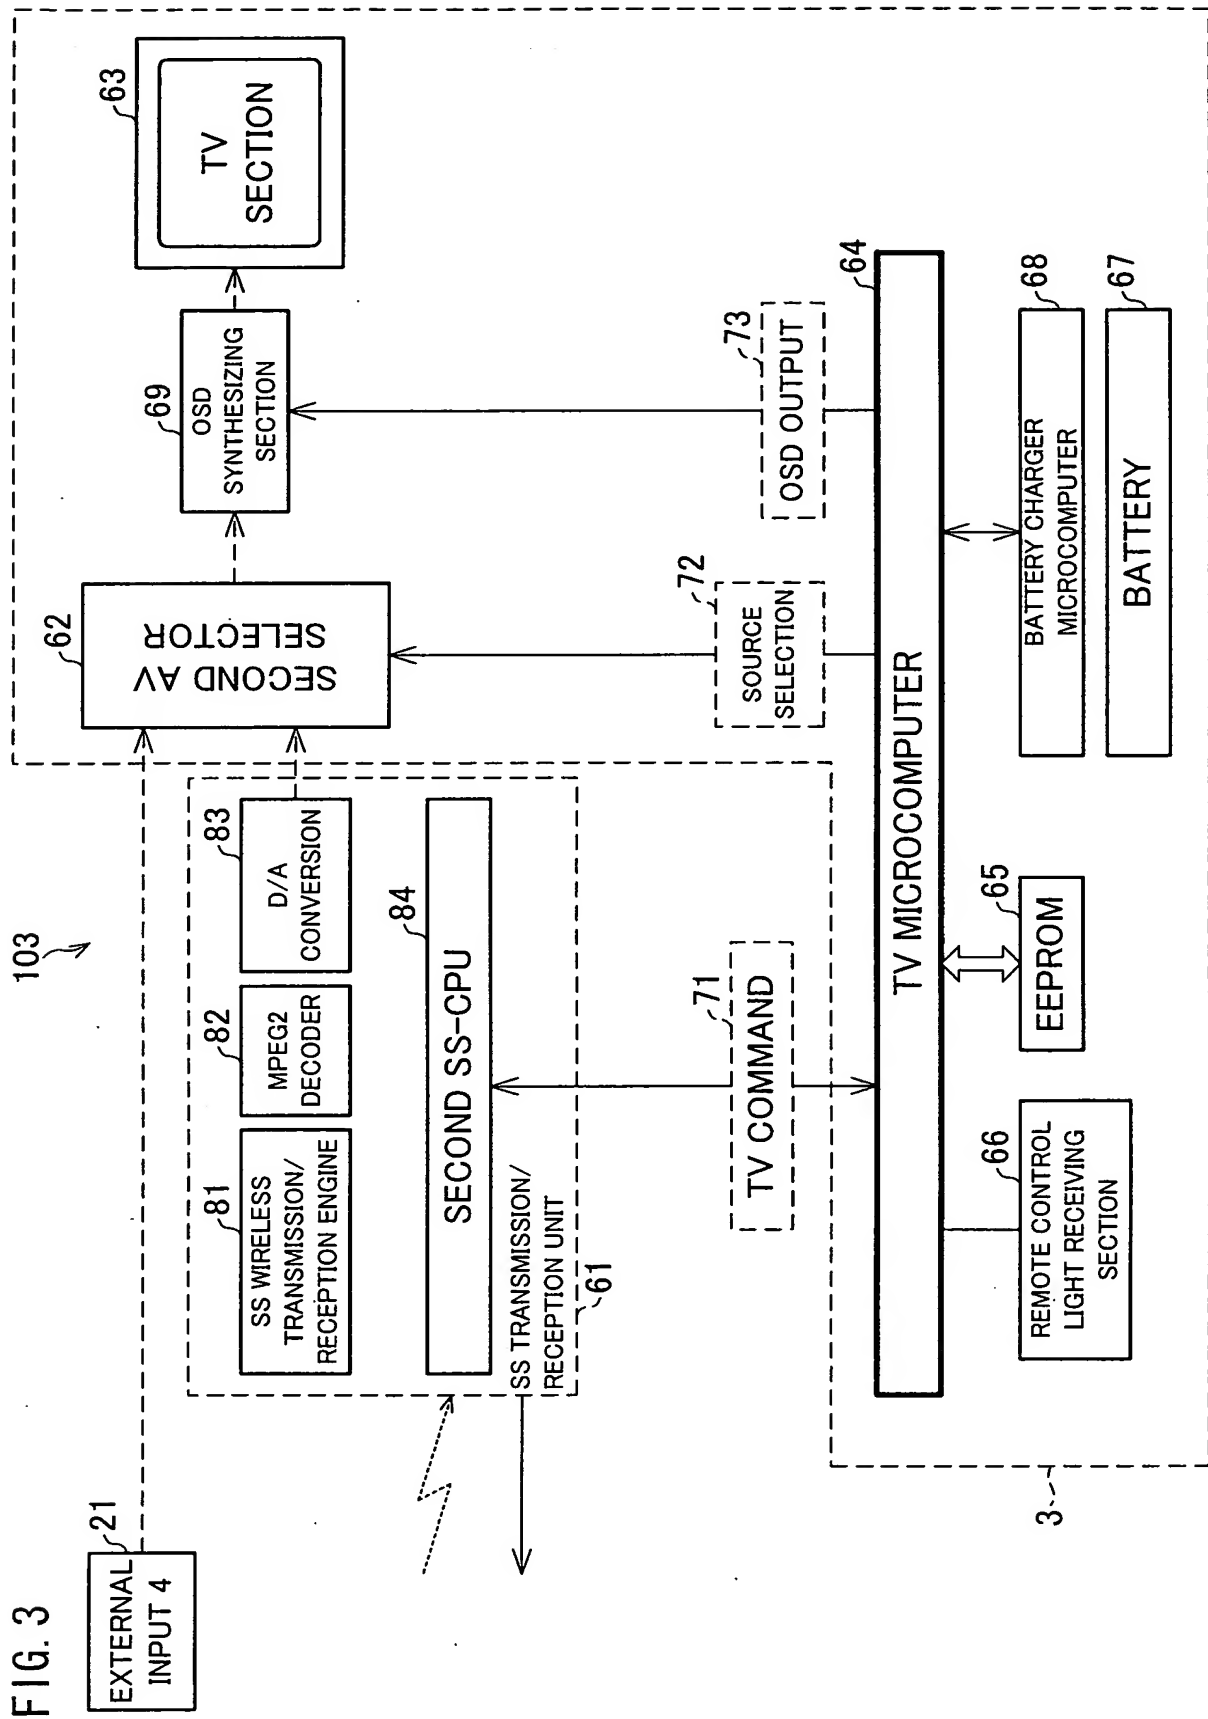 FIG. 3
103
21
EXTERNAL
INPUT 4
81
SS WIRELESS
TRANSMISSION/
RECEPTION ENGINE
82
MPEG2
DECODER
83
D/A
CONVERSION
84
SECOND SS-CPU
SS TRANSMISSION/
RECEPTION UNIT
61
62
SECOND AV
SELECTOR
69
OSD
SYNTHESIZING
SECTION
63
TV
SECTION
71
TV COMMAND
72
SOURCE
SELECTION
73
OSD OUTPUT
64
TV MICROCOMPUTER
66
REMOTE CONTROL
LIGHT RECEIVING
SECTION
65
EEPROM
68
BATTERY CHARGER
MICROCOMPUTER
67
BATTERY
3